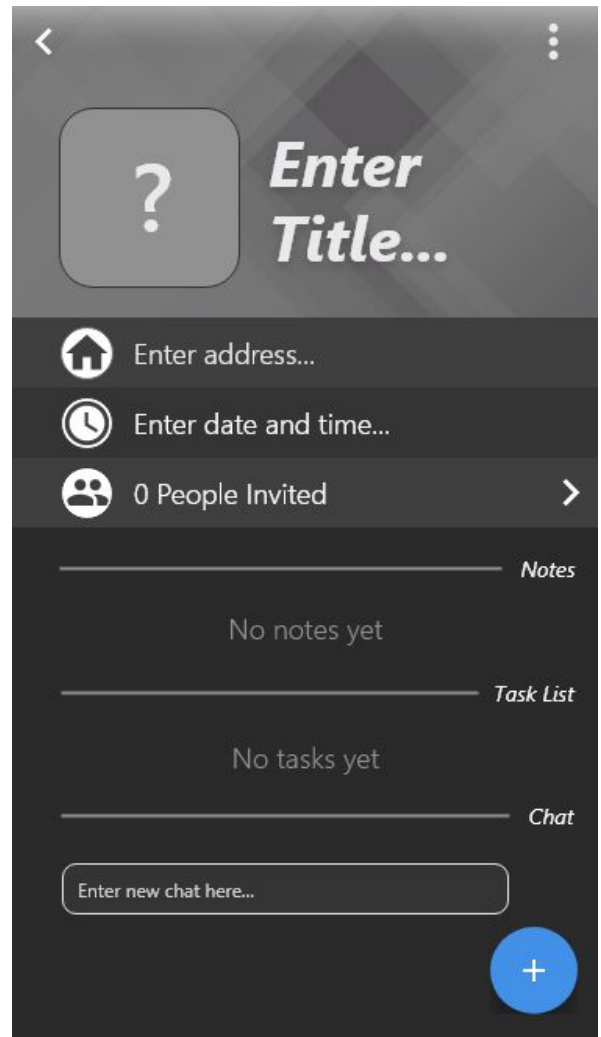 ?
Enter
Title...
Enter address...
Enter date and time...
0 People Invited
Notes
No notes yet
Task List
No tasks yet
Chat
Enter new chat here...
+